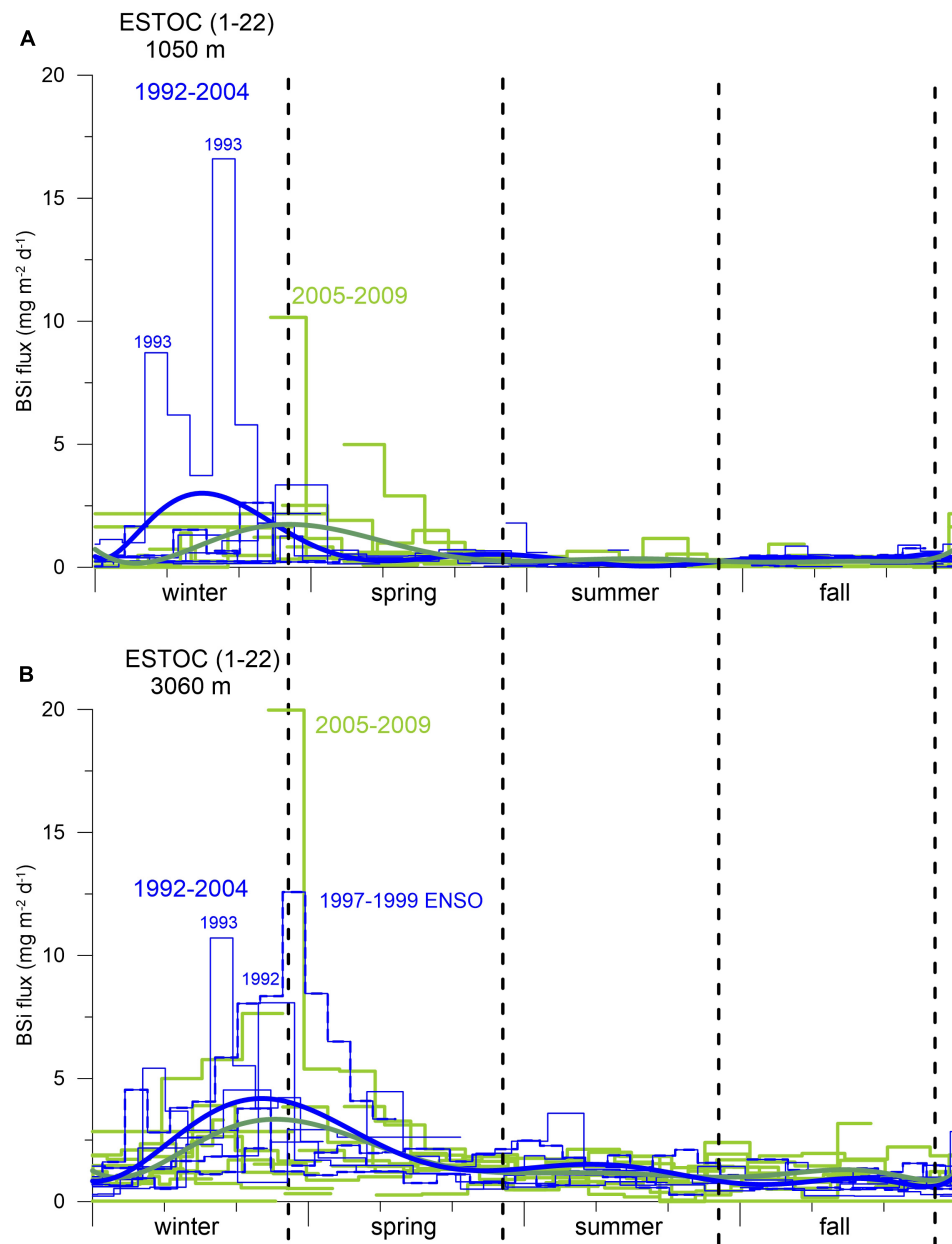 A
ESTOC (1-22)
1050 m
1992-2004
1993
1993
2005-2009
BSi flux (mg m-2 d-1)
20
15
10
5
0
winter spring summer fall
B
ESTOC (1-22)
3060 m
2005-2009
1992-2004
1997-1999 ENSO
1993
1992
BSi flux (mg m-2 d-1)
20
15
10
5
0
winter spring summer fall